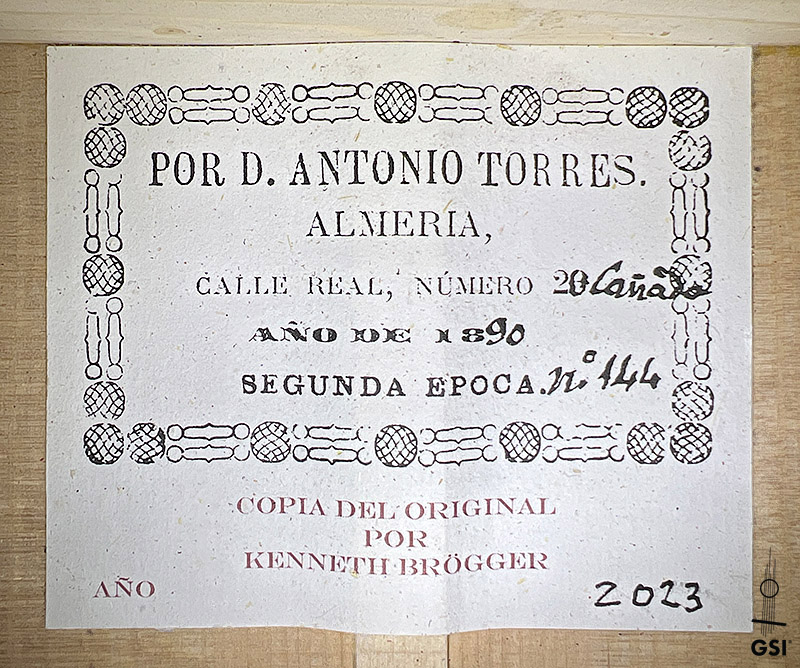 POR D. ANTONIO TORRES.
ALMERIA,
CALLE REAL, NÚMERO 20 Cañada
AÑO DE 1890
SEGUNDA EPOCA. nº 144
COPIA DEL ORIGINAL
POR
KENNETH BRÖGGER
AÑO 2023
GSI